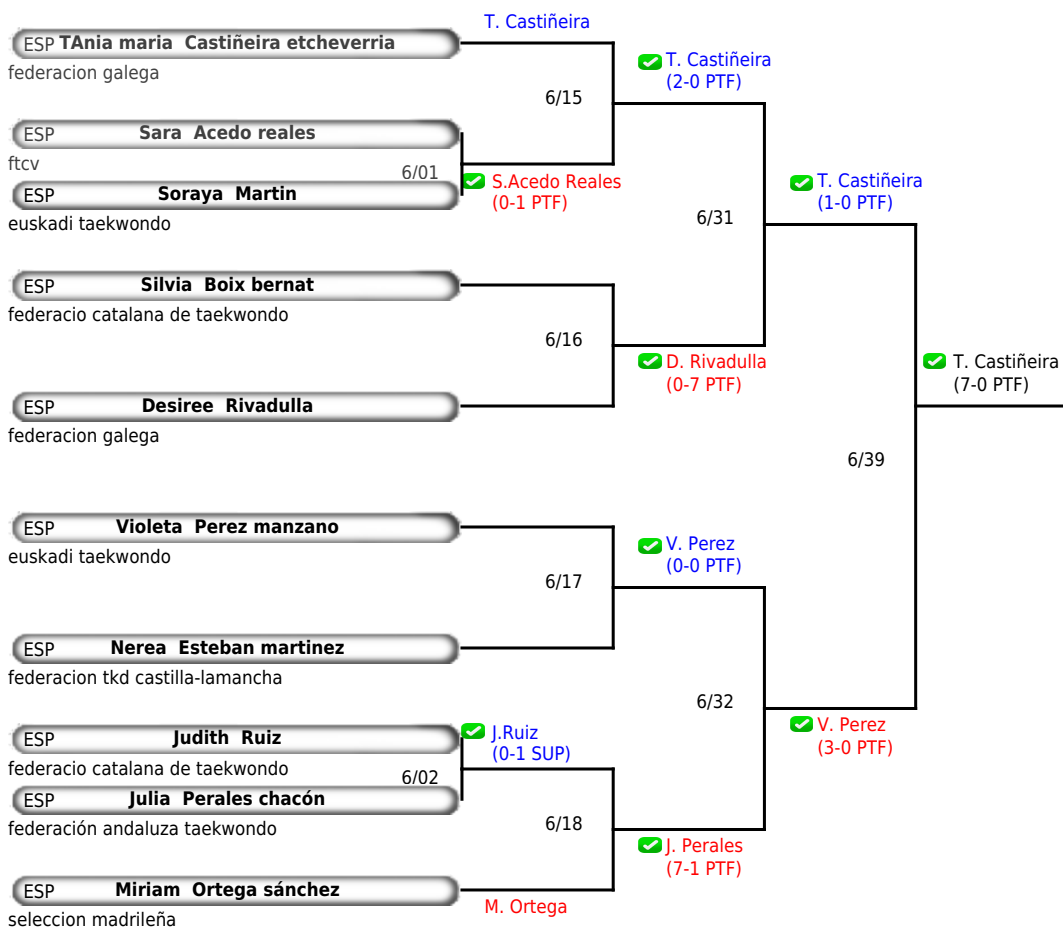 T. Castiñeira
ESP TAnia maria Castiñeira etcheverria
federacion galega
T. Castiñeira
(2-0 PTF)
6/15
ESP Sara Acedo reales
ftcv
6/01
S.Acedo Reales
(0-1 PTF)
ESP Soraya Martin
euskadi taekwondo
T. Castiñeira
(1-0 PTF)
6/31
ESP Silvia Boix bernat
federacio catalana de taekwondo
6/16
D. Rivadulla
(0-7 PTF)
T. Castiñeira
(7-0 PTF)
ESP Desiree Rivadulla
federacion galega
6/39
ESP Violeta Perez manzano
euskadi taekwondo
V. Perez
(0-0 PTF)
6/17
ESP Nerea Esteban martinez
federacion tkd castilla-lamancha
6/32
V. Perez
(3-0 PTF)
ESP Judith Ruiz
federacio catalana de taekwondo
J.Ruiz
(0-1 SUP)
6/02
ESP Julia Perales chacón
federación andaluza taekwondo
6/18
J. Perales
(7-1 PTF)
ESP Miriam Ortega sánchez
seleccion madrileña
M. Ortega